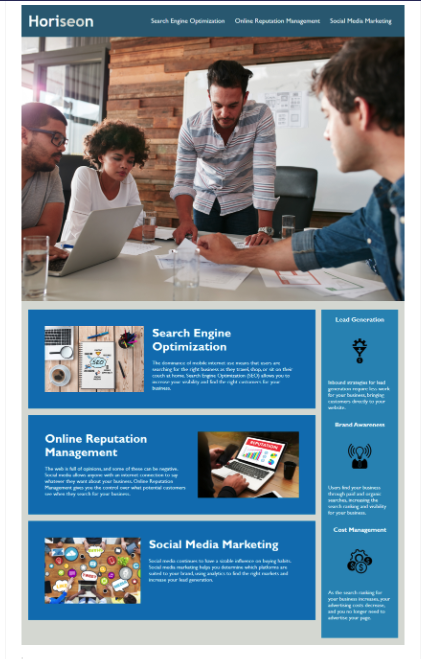 Horiseon
Search Engine Optimization Online Reputation Management Social Media Marketing
Search Engine
Optimization
The dominance of mobile internet use means that users are
searching for the right business as they travel, shop, or sit on their
couch at home. Search Engine Optimization (SEO) allows you to
increase your visibility and find the right customers for your
business.
SEO
Online Reputation
Management
The web is full of opinions, and some of these can be negative.
Social media allows anyone with an internet connection to say
whatever they want about your business. Online Reputation
Management gives you the control over what potential customers
see when they search for your business.
REPUTATION
Social Media Marketing
Social media continues to have a sizable influence on buying habits.
Social media marketing helps you determine which platforms are
suited to your brand, using analytics to find the right markets and
increase your lead generation.
Lead Generation
Inbound strategies for lead
generation require less work
for your business, bringing
customers directly to your
website.
Brand Awareness
Users find your business
through paid and organic
searches, increasing the
search ranking and visibility
for your business.
Cost Management
As the search ranking for
your business increases, your
advertising costs decrease,
and you no longer need to
advertise your page.